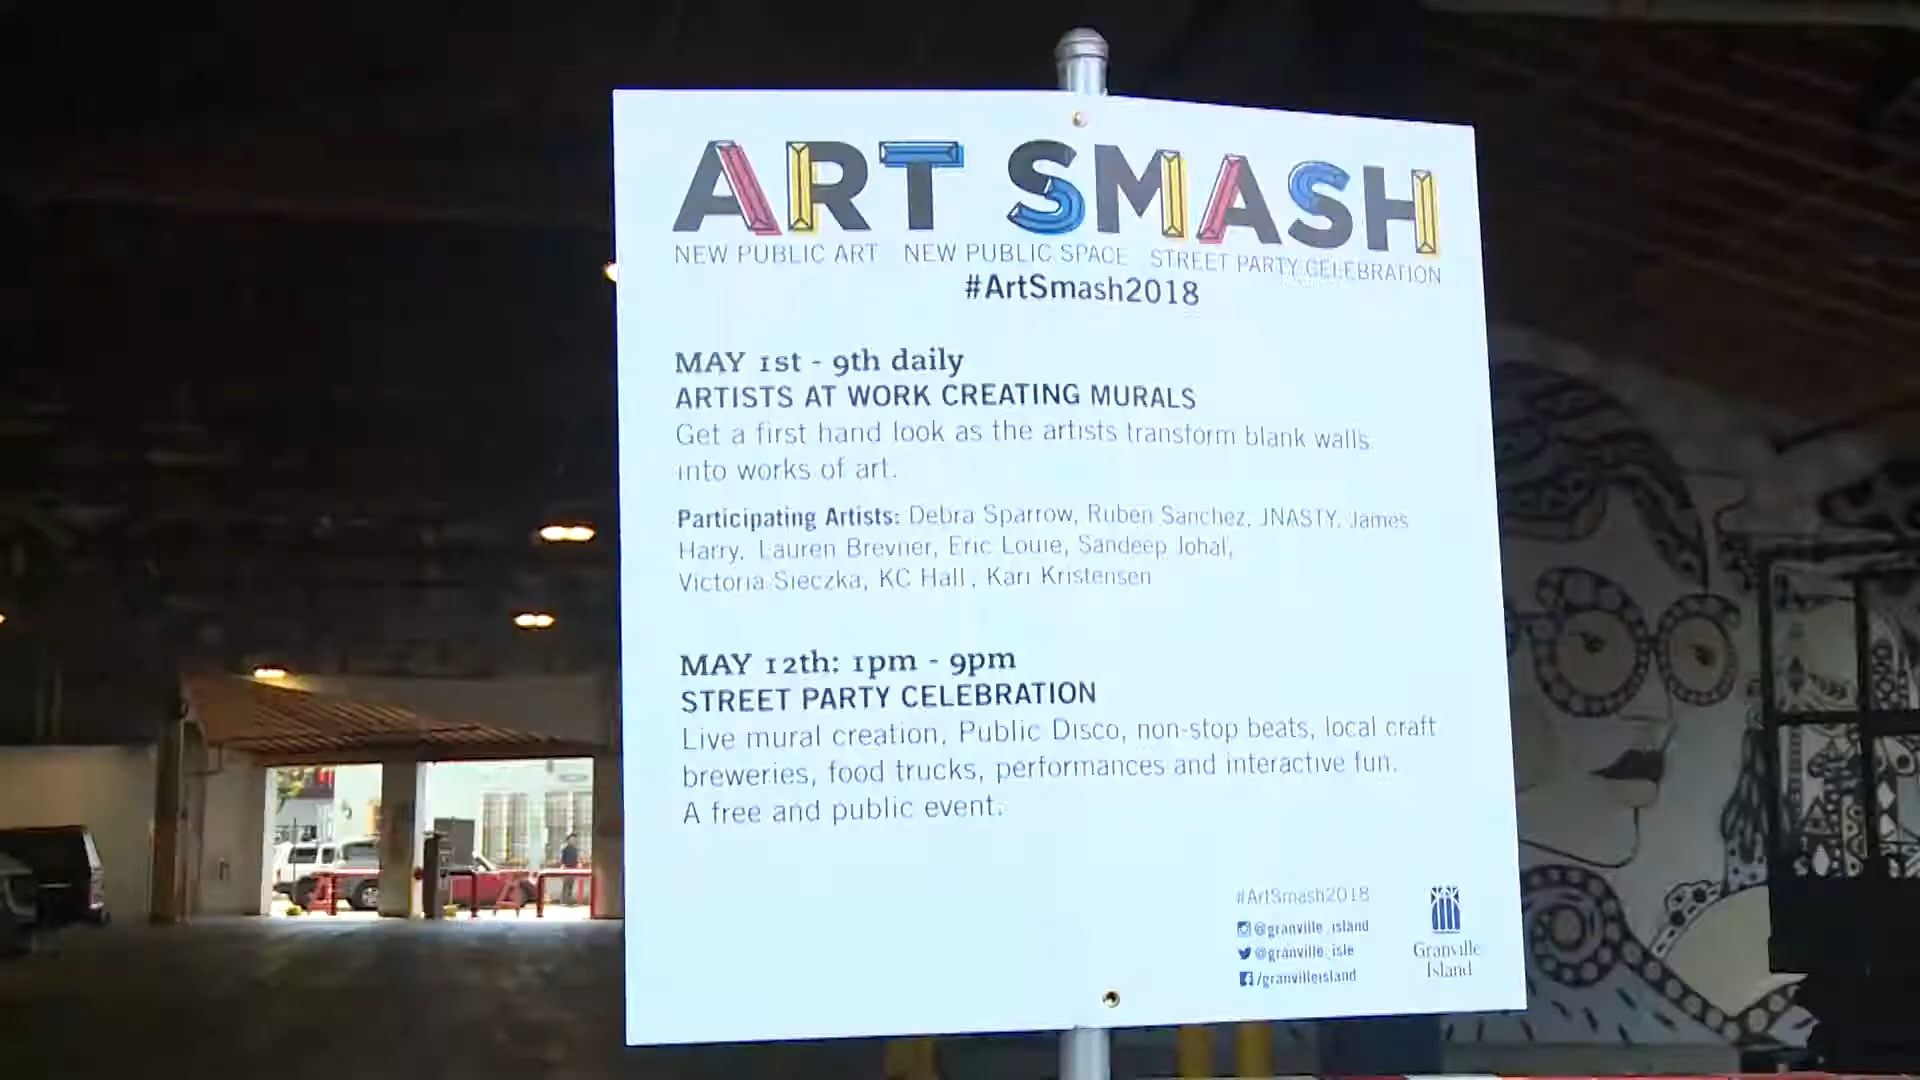 ART SMASH
NEW PUBLIC ART NEW PUBLIC SPACE STREET PARTY CELEBRATION
#ArtSmash2018
MAY 1st - 9th daily
ARTISTS AT WORK CREATING MURALS
Get a first hand look as the artists transform blank walls
into works of art.
Participating Artists: Debra Sparrow, Ruben Sanchez, JNASTY, James
Harry, Lauren Brevner, Eric Louie, Sandeep Johal,
Victoria Sieczka, KC Hall, Kari Kristensen
MAY 12th: 1pm - 9pm
STREET PARTY CELEBRATION
Live mural creation, Public Disco, non-stop beats, local craft
breweries, food trucks, performances and interactive fun.
A free and public event.
#ArtSmash2018
@granville_island
@granville_isle
/granvilleisland
Granville
Island